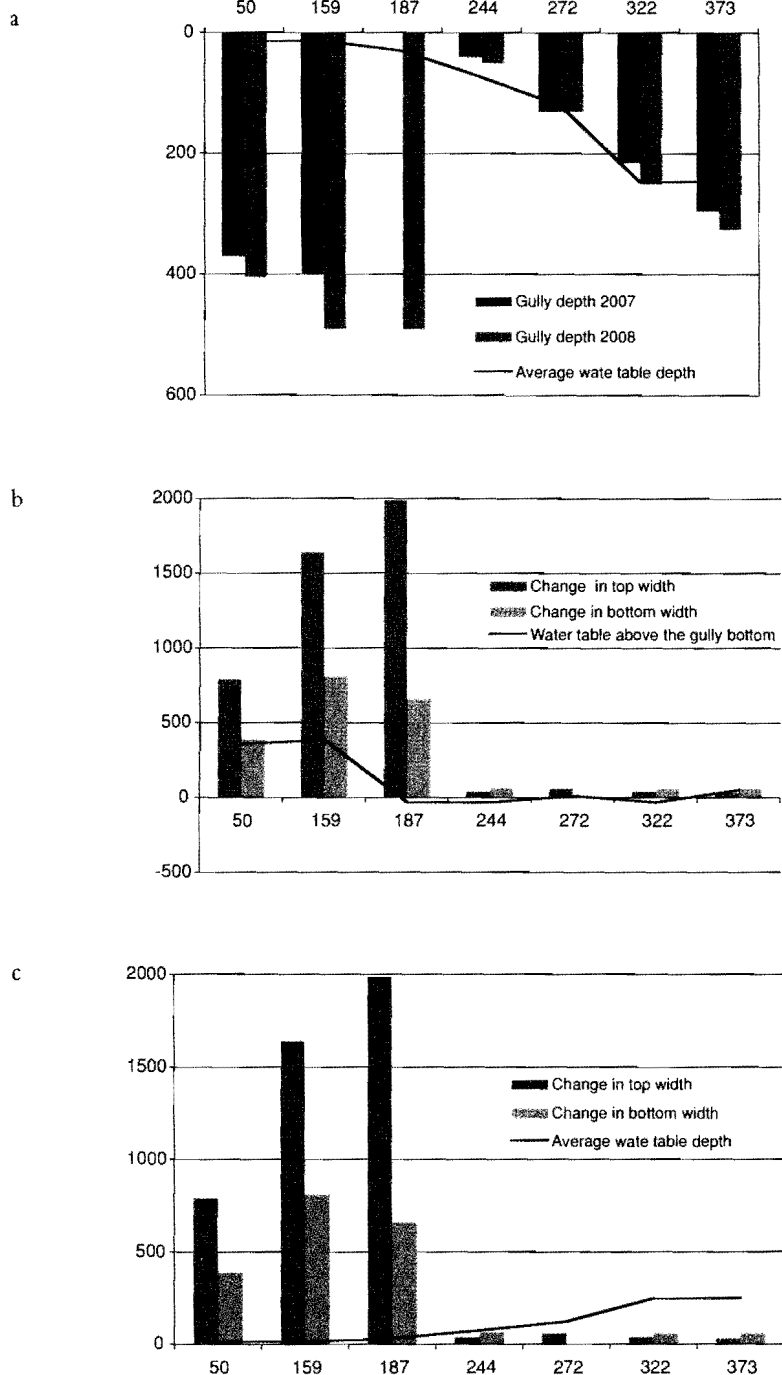 a
50 159 187 244 272 322 373
0
200
400
600
Gully depth 2007
Gully depth 2008
Average wate table depth
b
2000
1500
1000
500
0
-500
Change in top width
Change in bottom width
Water table above the gully bottom
50 159 187 244 272 322 373
c
2000
1500
1000
500
0
Change in top width
Change in bottom width
Average wate table depth
50 159 187 244 272 322 373